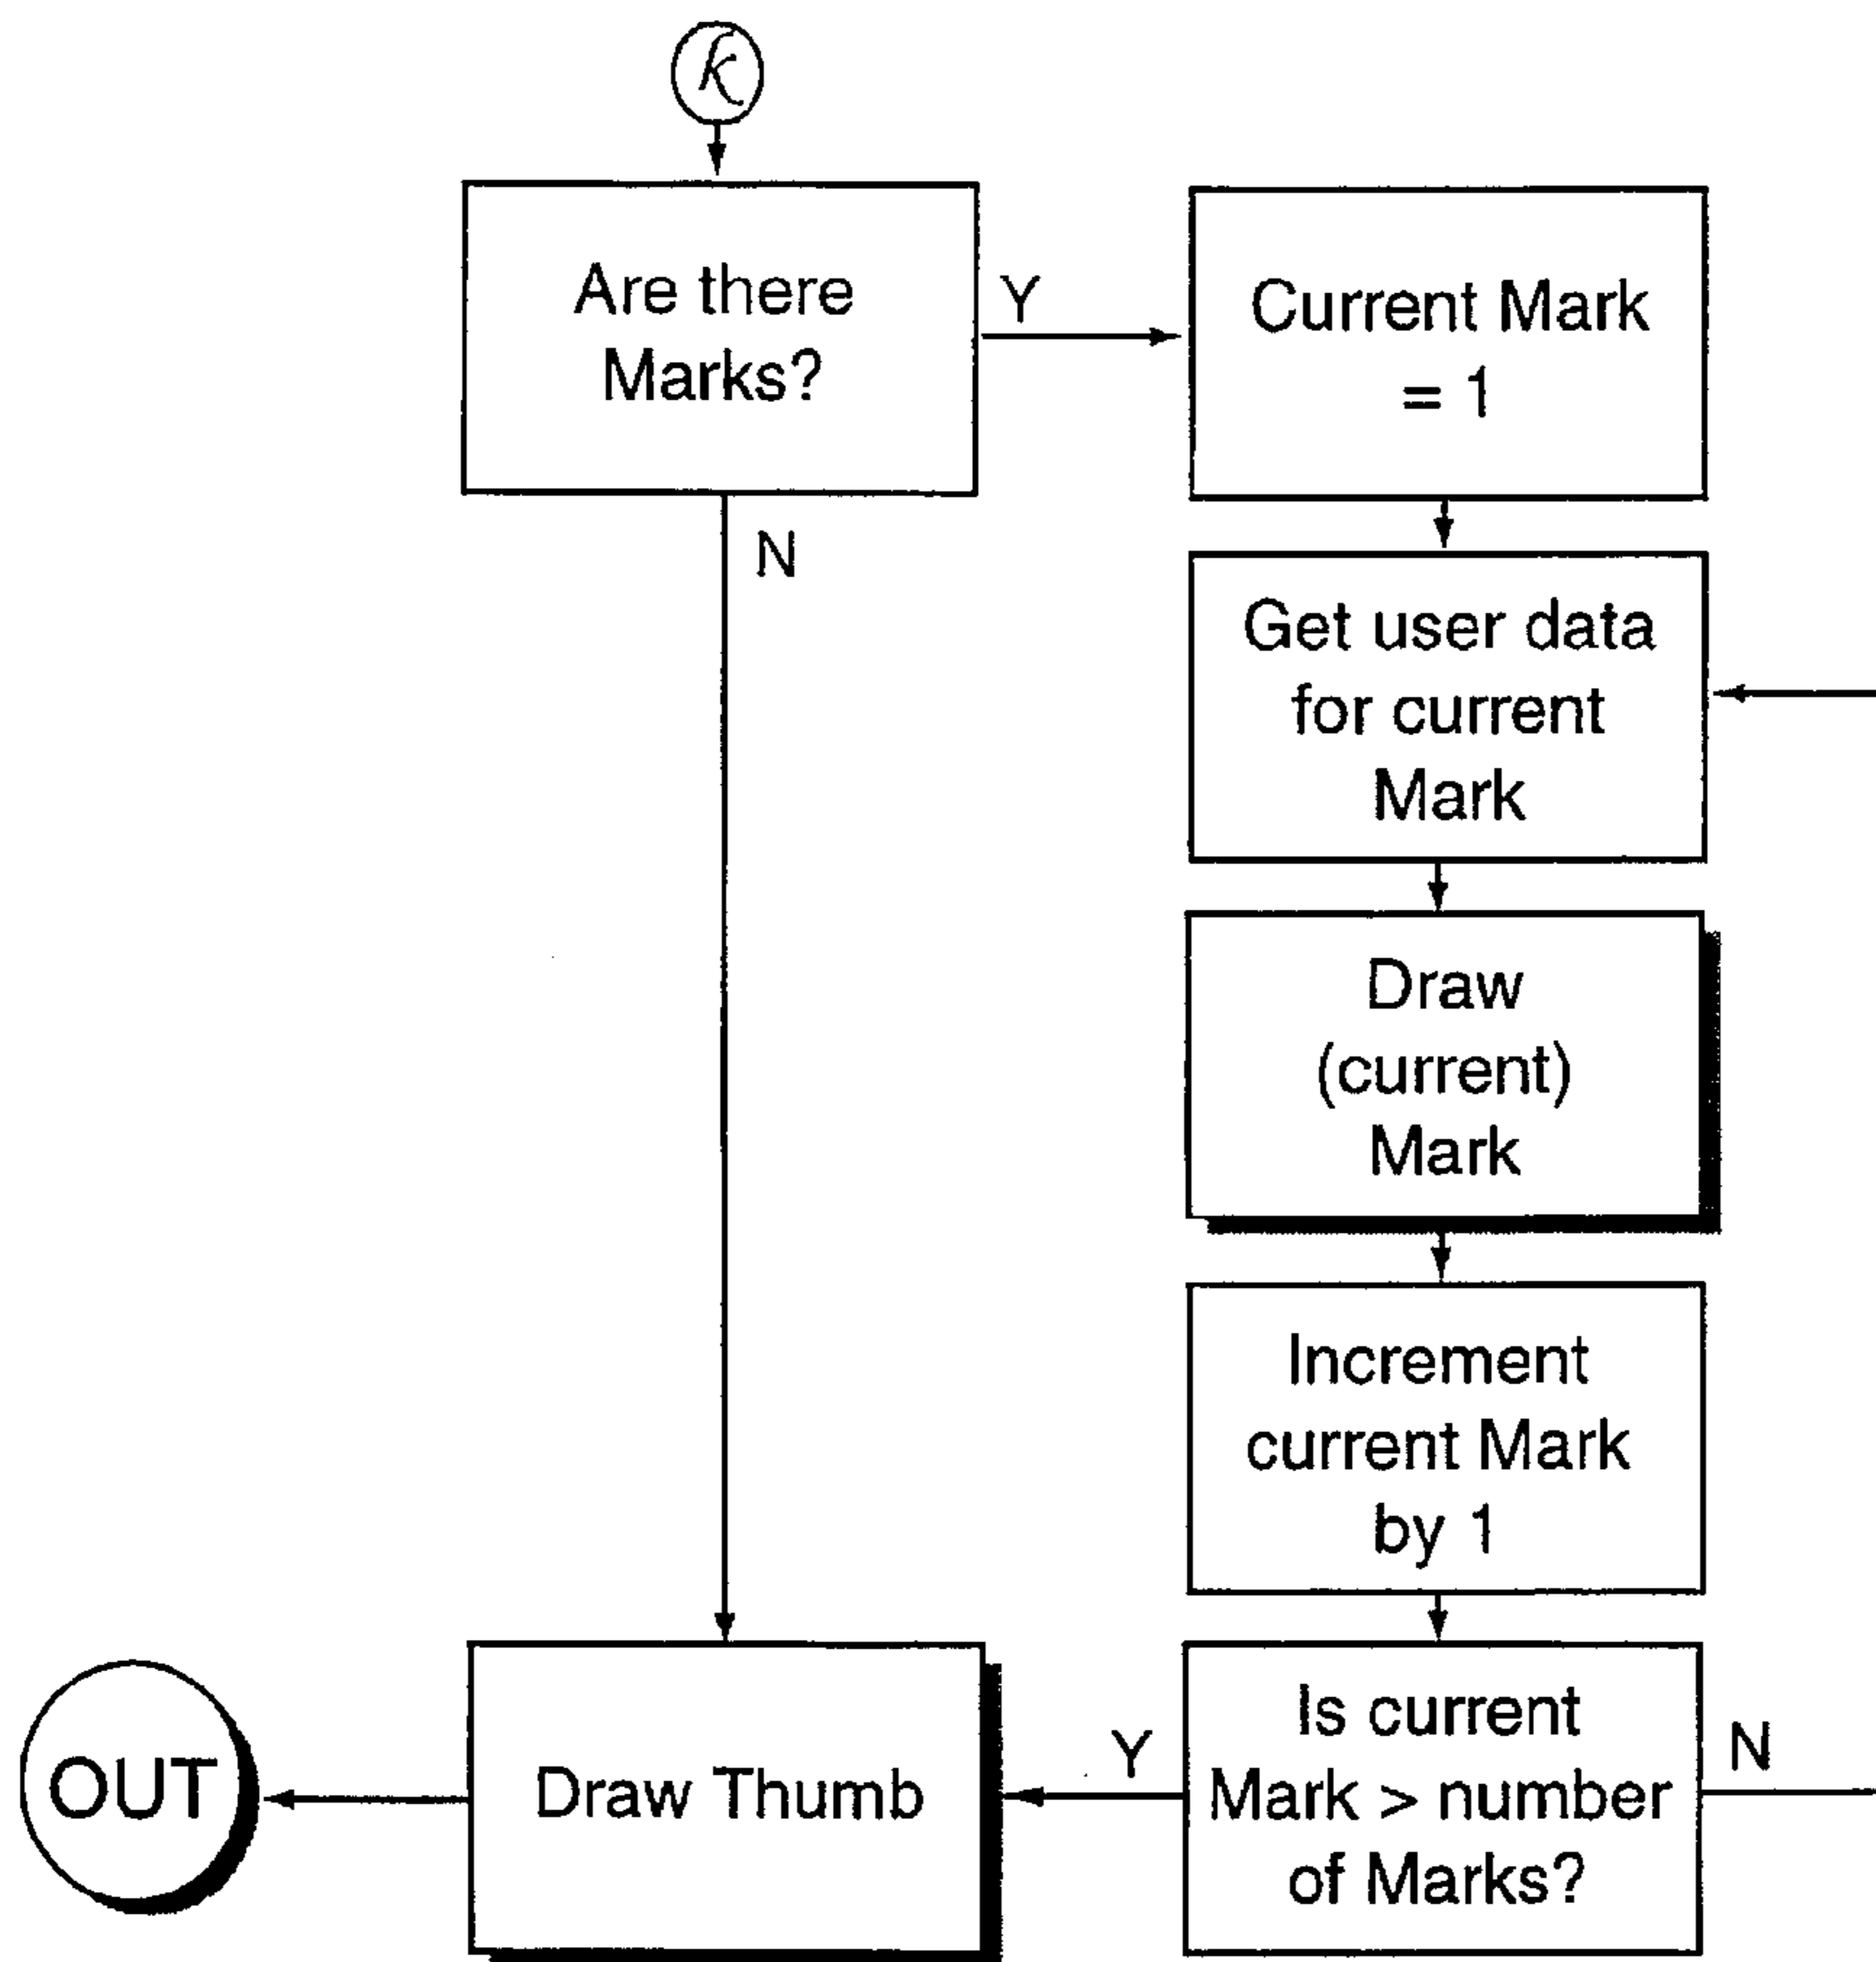 K
Are there
Marks?
Y
Current Mark
= 1
N
Get user data
for current
Mark
Draw
(current)
Mark
Increment
current Mark
by 1
Is current
Mark > number
of Marks?
N
Y
Draw Thumb
OUT